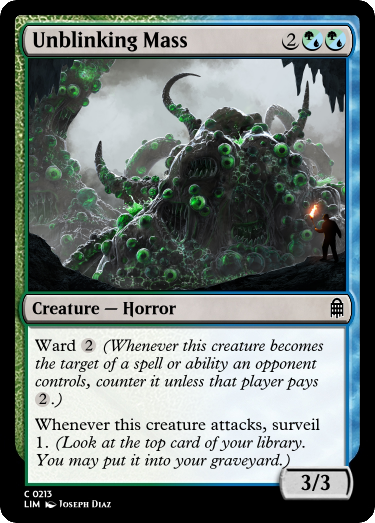 Unblinking Mass 2
Creature — Horror
Ward 2 (Whenever this creature becomes
the target of a spell or ability an opponent
controls, counter it unless that player pays
2.)
Whenever this creature attacks, surveil
1. (Look at the top card of your library.
You may put it into your graveyard.)
3/3
C 0213
LIM Joseph Diaz